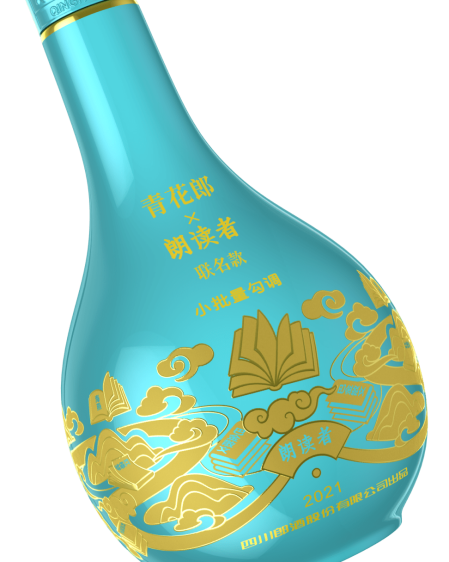 青花郎
×
朗读者
联名款
小批量勾调
朗读者
2021
四川郎酒股份有限公司出品